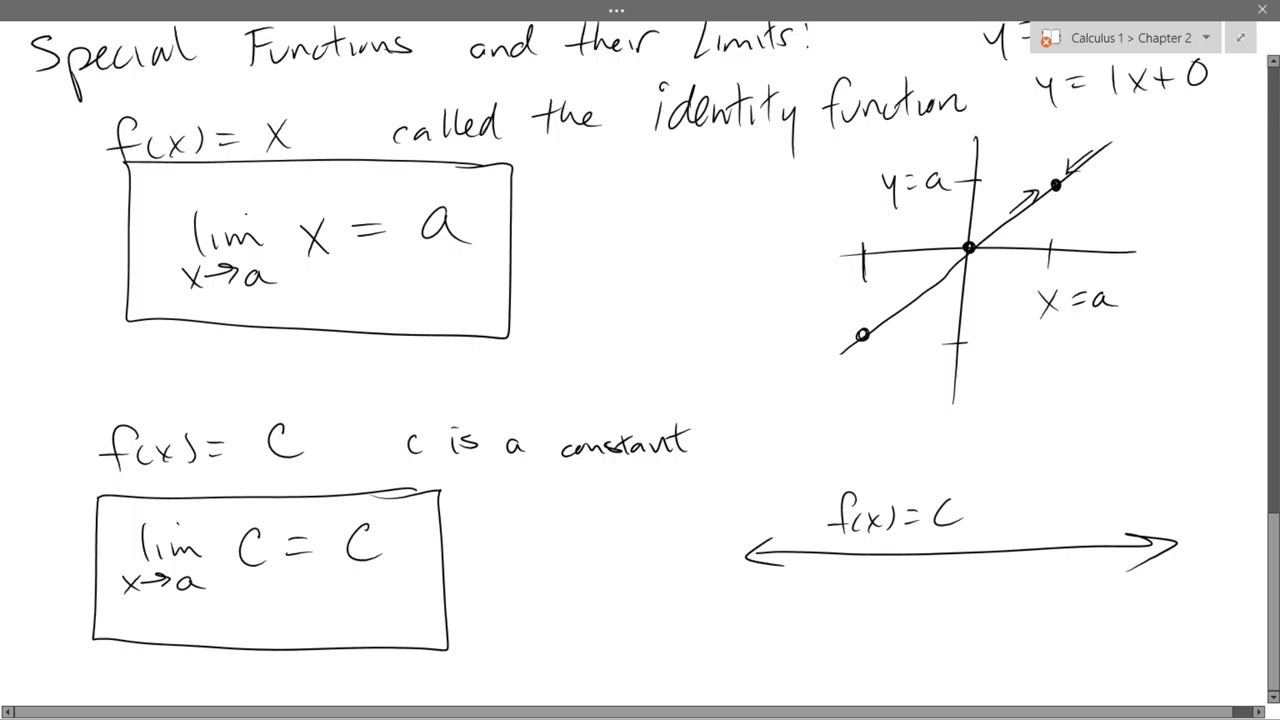 Special Functions and their Limits:
y=
Calculus 1 > Chapter 2
y = 1x+0
f(x) = x called the identity function
lim x = a
x→a
y=a
x=a
f(x) = c c is a constant
lim c = c
x→a
f(x) = c